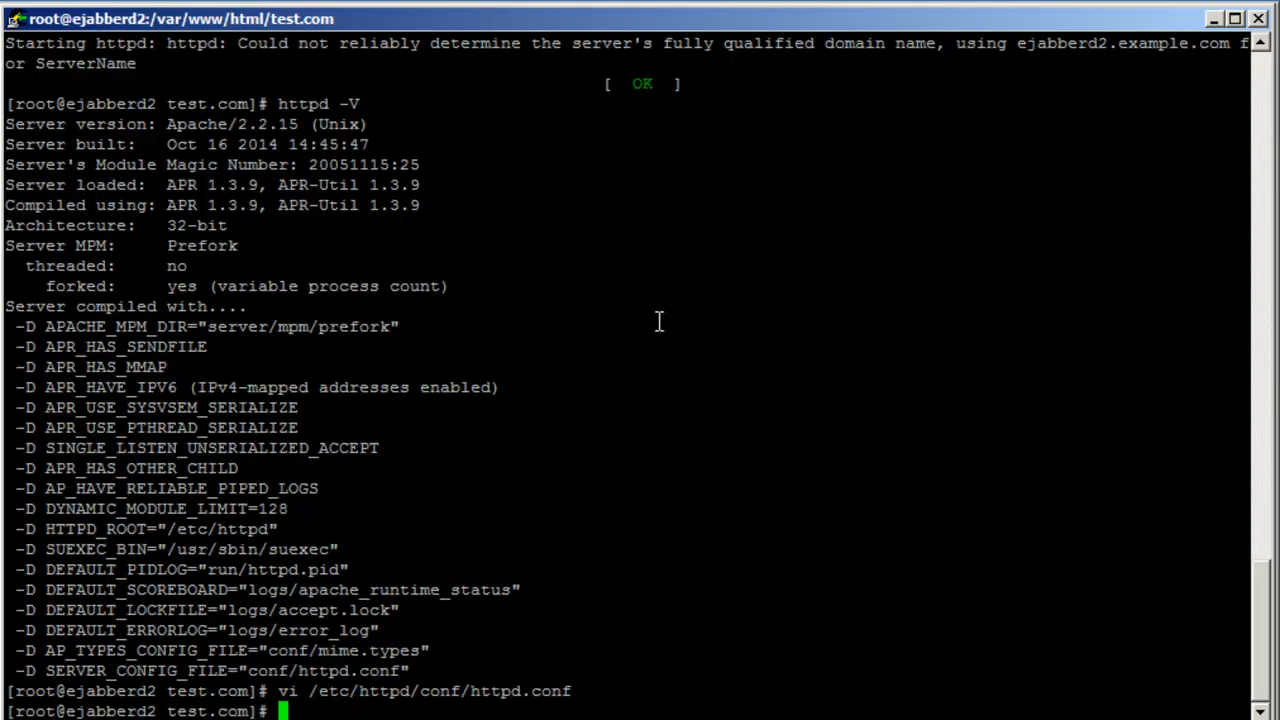 root@ejabberd2:/var/www/html/test.com
Starting httpd: httpd: Could not reliably determine the server's fully qualified domain name, using ejabberd2.example.com f
or ServerName
[  OK  ]
[root@ejabberd2 test.com]# httpd -V
Server version: Apache/2.2.15 (Unix)
Server built:   Oct 16 2014 14:45:47
Server's Module Magic Number: 20051115:25
Server loaded:  APR 1.3.9, APR-Util 1.3.9
Compiled using: APR 1.3.9, APR-Util 1.3.9
Architecture:   32-bit
Server MPM:     Prefork
  threaded:     no
    forked:     yes (variable process count)
Server compiled with....
 -D APACHE_MPM_DIR="server/mpm/prefork"
 -D APR_HAS_SENDFILE
 -D APR_HAS_MMAP
 -D APR_HAVE_IPV6 (IPv4-mapped addresses enabled)
 -D APR_USE_SYSVSEM_SERIALIZE
 -D APR_USE_PTHREAD_SERIALIZE
 -D SINGLE_LISTEN_UNSERIALIZED_ACCEPT
 -D APR_HAS_OTHER_CHILD
 -D AP_HAVE_RELIABLE_PIPED_LOGS
 -D DYNAMIC_MODULE_LIMIT=128
 -D HTTPD_ROOT="/etc/httpd"
 -D SUEXEC_BIN="/usr/sbin/suexec"
 -D DEFAULT_PIDLOG="run/httpd.pid"
 -D DEFAULT_SCOREBOARD="logs/apache_runtime_status"
 -D DEFAULT_LOCKFILE="logs/accept.lock"
 -D DEFAULT_ERRORLOG="logs/error_log"
 -D AP_TYPES_CONFIG_FILE="conf/mime.types"
 -D SERVER_CONFIG_FILE="conf/httpd.conf"
[root@ejabberd2 test.com]# vi /etc/httpd/conf/httpd.conf
[root@ejabberd2 test.com]#